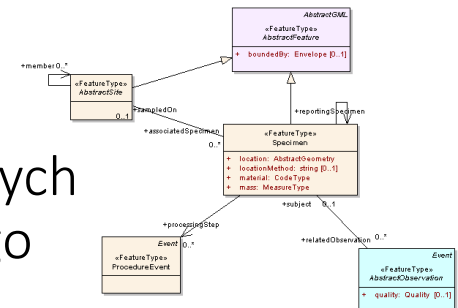 AbstractGML
«FeatureType»
AbstractFeature
+ boundedBy: Envelope [0..1]
+member 0..*
«FeatureType»
AbstractSite
0..1
+sampledOn
+associatedSpecimen
0..*
+reportingSpecimen
«FeatureType»
Specimen
+ location: AbstractGeometry
+ locationMethod: string [0..1]
+ material: CodeType
+ mass: MeasureType
ych
go
+subject 0..1
+processingStep
0..*
+relatedObservation
0..*
Event
«FeatureType»
ProcedureEvent
Event
«FeatureType»
AbstractObservation
+ quality: Quality [0..1]